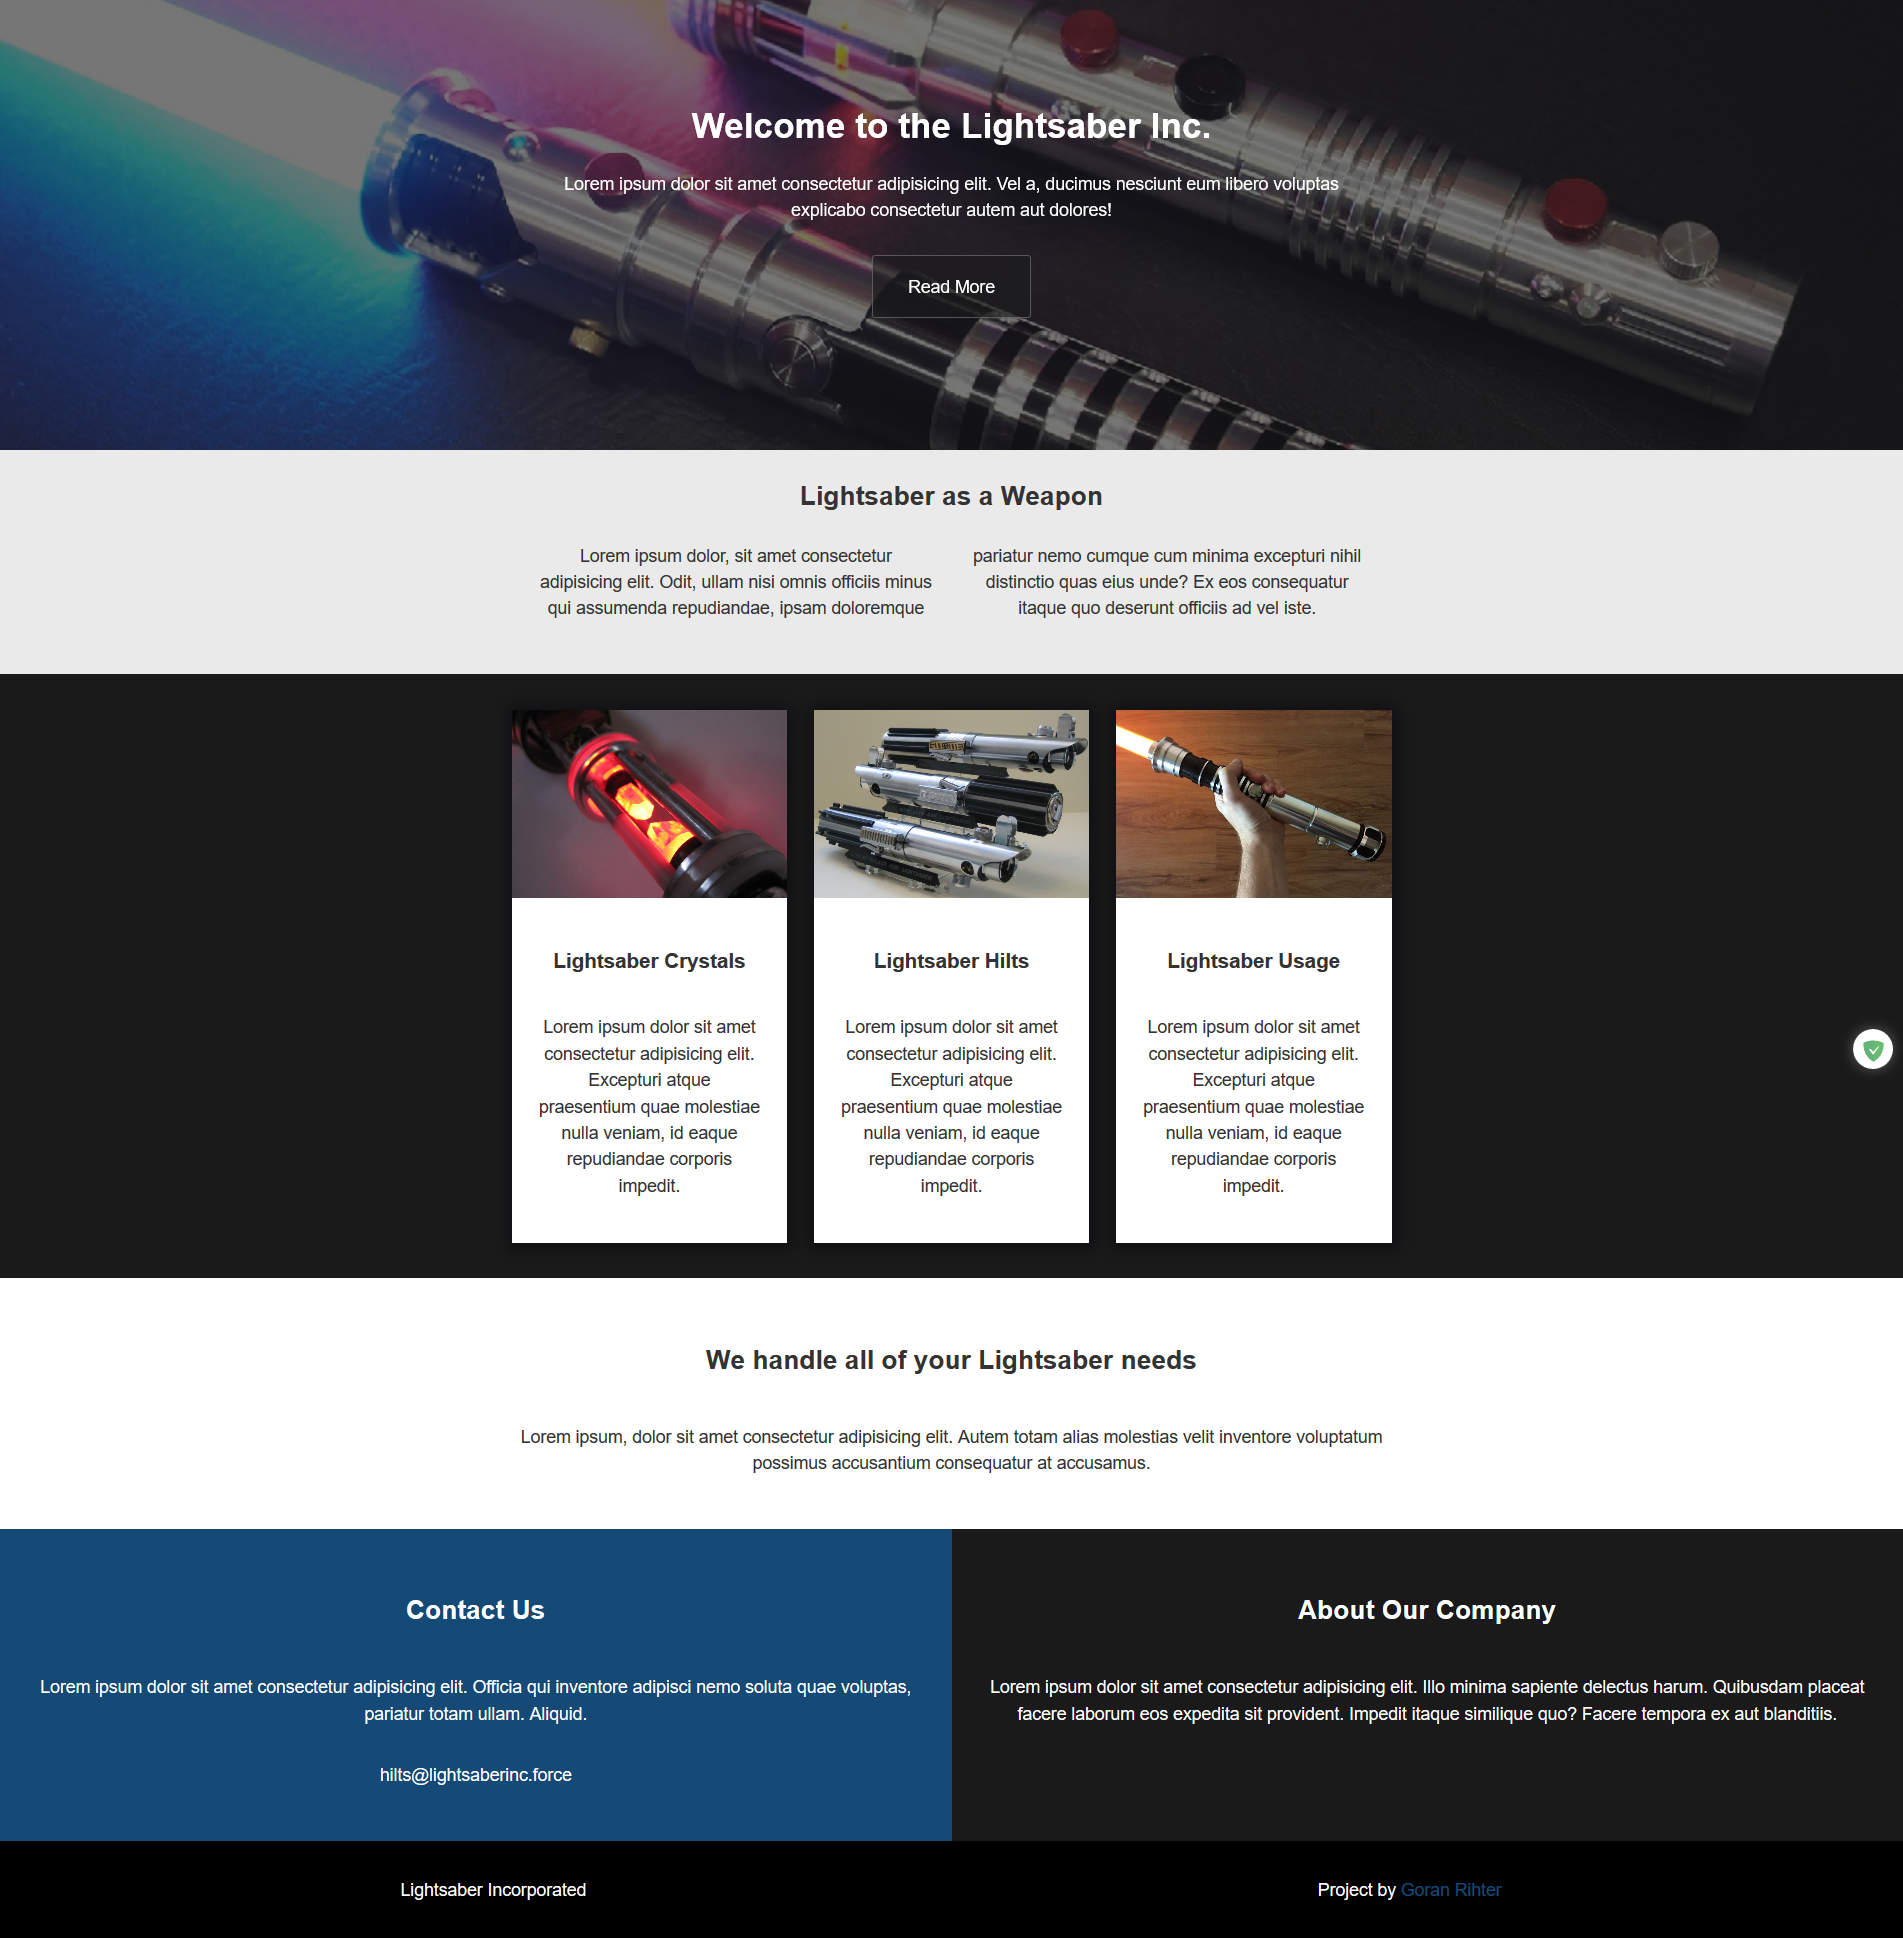 Welcome to the Lightsaber Inc.
Lorem ipsum dolor sit amet consectetur adipisicing elit. Vel a, ducimus nesciunt eum libero voluptas
explicabo consectetur autem aut dolores!
Read More
Lightsaber as a Weapon
Lorem ipsum dolor, sit amet consectetur
adipisicing elit. Odit, ullam nisi omnis officiis minus
qui assumenda repudiandae, ipsam doloremque
pariatur nemo cumque cum minima excepturi nihil
distinctio quas eius unde? Ex eos consequatur
itaque quo deserunt officiis ad vel iste.
Lightsaber Crystals
Lorem ipsum dolor sit amet
consectetur adipisicing elit.
Excepturi atque
praesentium quae molestiae
nulla veniam, id eaque
repudiandae corporis
impedit.
Lightsaber Hilts
Lorem ipsum dolor sit amet
consectetur adipisicing elit.
Excepturi atque
praesentium quae molestiae
nulla veniam, id eaque
repudiandae corporis
impedit.
Lightsaber Usage
Lorem ipsum dolor sit amet
consectetur adipisicing elit.
Excepturi atque
praesentium quae molestiae
nulla veniam, id eaque
repudiandae corporis
impedit.
We handle all of your Lightsaber needs
Lorem ipsum, dolor sit amet consectetur adipisicing elit. Autem totam alias molestias velit inventore voluptatum
possimus accusantium consequatur at accusamus.
Contact Us
Lorem ipsum dolor sit amet consectetur adipisicing elit. Officia qui inventore adipisci nemo soluta quae voluptas,
pariatur totam ullam. Aliquid.
hilts@lightsaberinc.force
About Our Company
Lorem ipsum dolor sit amet consectetur adipisicing elit. Illo minima sapiente delectus harum. Quibusdam placeat
facere laborum eos expedita sit provident. Impedit itaque similique quo? Facere tempora ex aut blanditiis.
Lightsaber Incorporated
Project by Goran Rihter